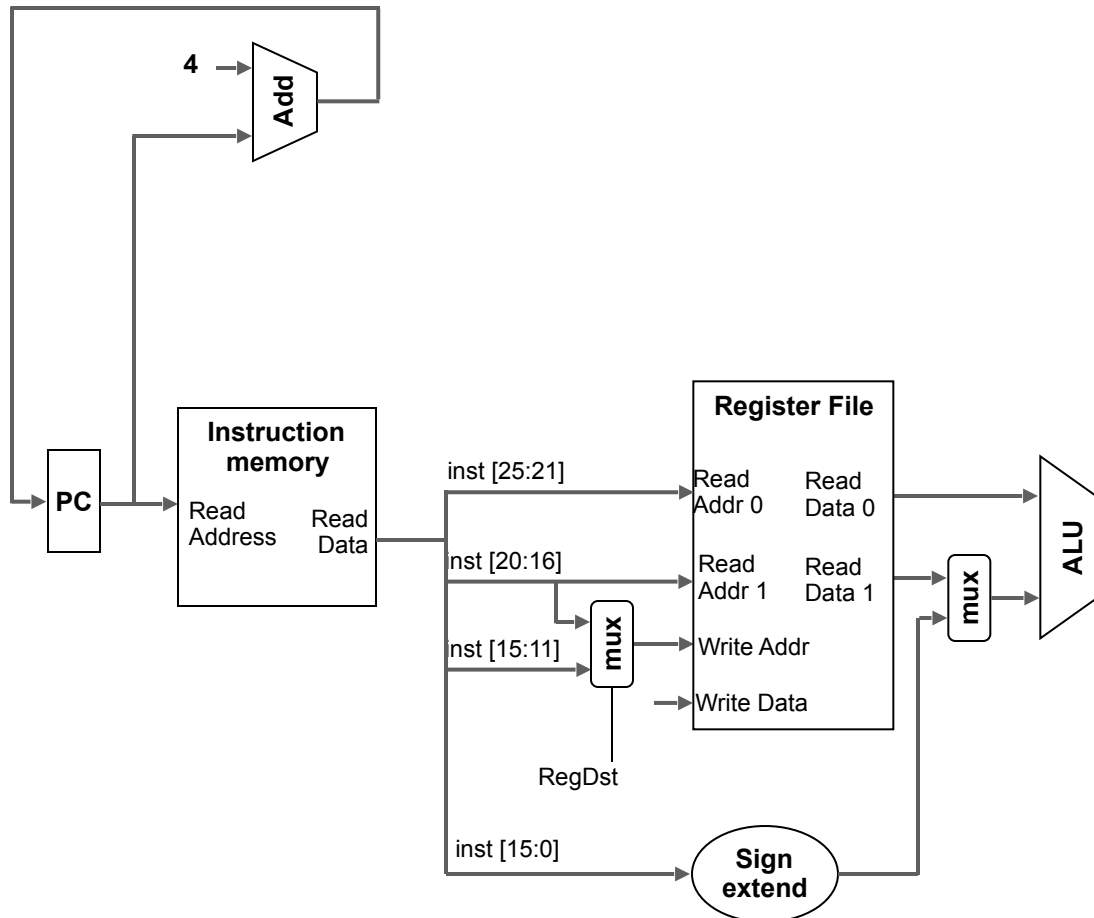 4
Add
PC
Instruction
memory
Read
Address
Read
Data
inst [25:21]
inst [20:16]
inst [15:11]
mux
RegDst
inst [15:0]
Register File
Read
Addr 0
Read
Data 0
Read
Addr 1
Read
Data 1
Write Addr
Write Data
Sign
extend
mux
ALU